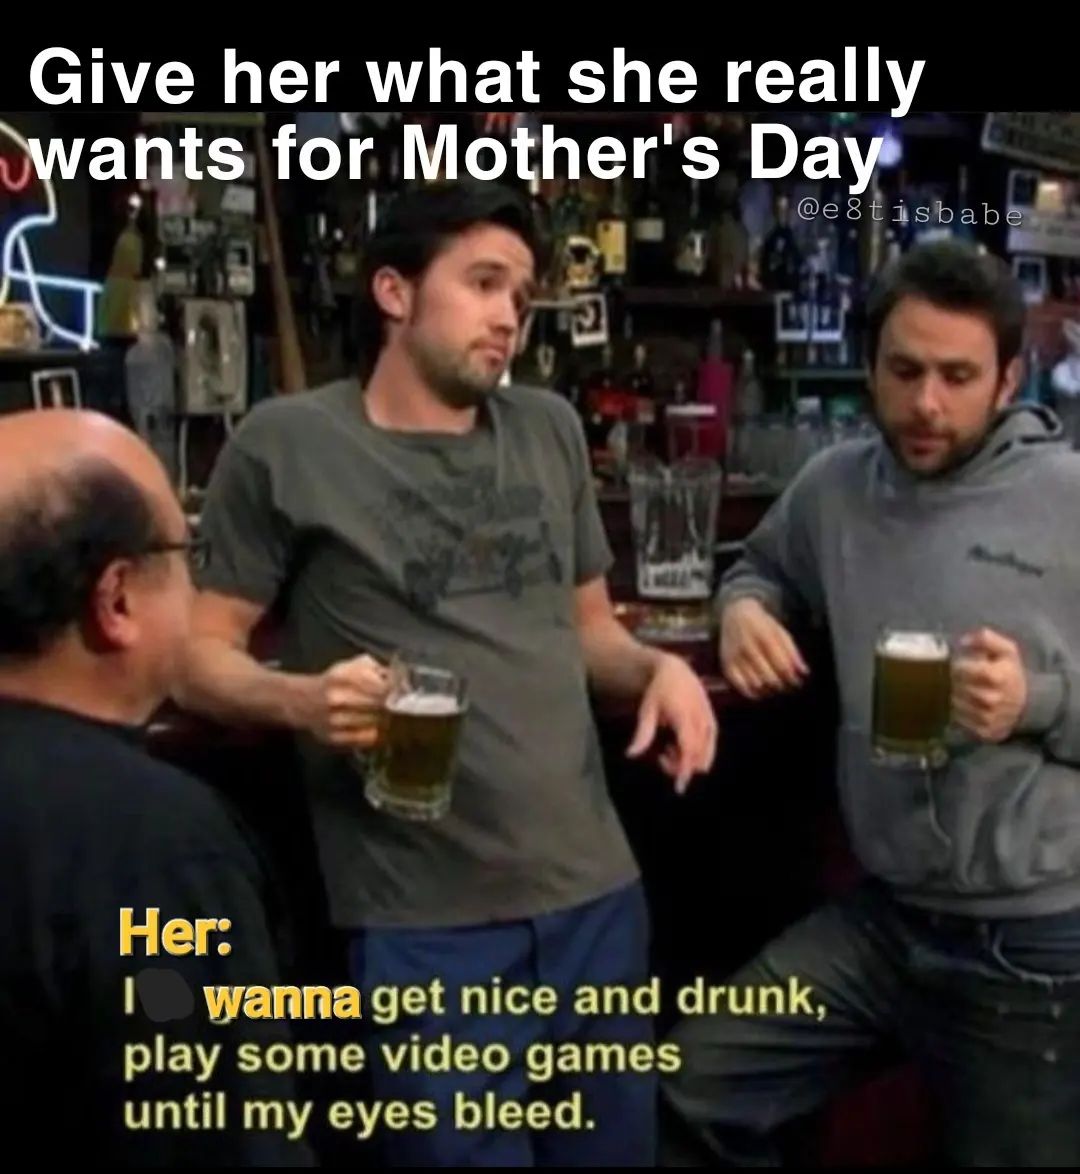 Give her what she really
wants for Mother's Day
@e8tisbabe
Her:
I wanna get nice and drunk,
play some video games
until my eyes bleed.